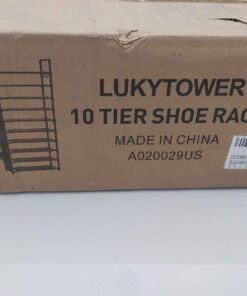 LUKYTOWER
10 TIER SHOE RAC
MADE IN CHINA
A020029US